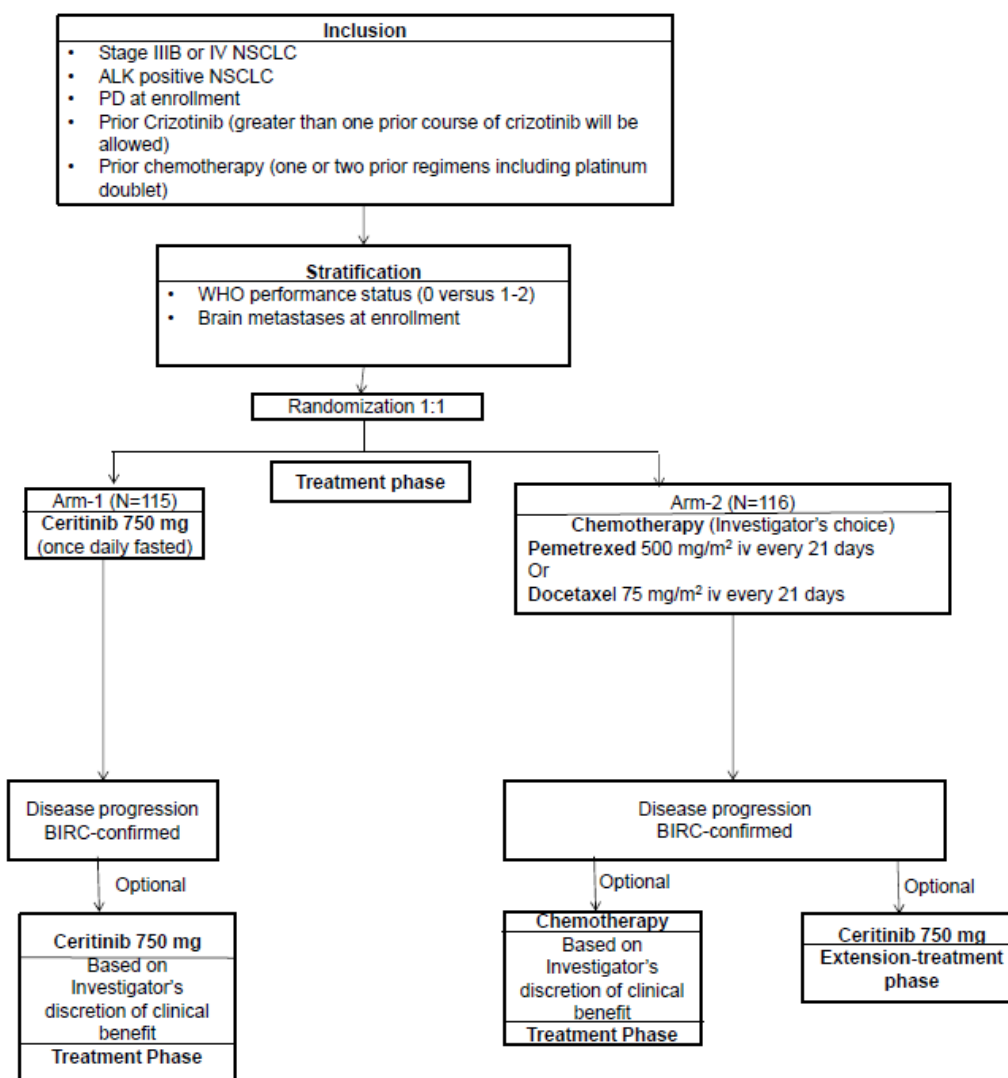 Inclusion
• Stage IIIB or IV NSCLC
• ALK positive NSCLC
• PD at enrollment
• Prior Crizotinib (greater than one prior course of crizotinib will be
allowed)
• Prior chemotherapy (one or two prior regimens including platinum
doublet)
Stratification
• WHO performance status (0 versus 1-2)
• Brain metastases at enrollment
Randomization 1:1
Treatment phase
Arm-1 (N=115)
Ceritinib 750 mg
(once daily fasted)
Arm-2 (N=116)
Chemotherapy (Investigator's choice)
Pemetrexed 500 mg/m² iv every 21 days
Or
Docetaxel 75 mg/m² iv every 21 days
Disease progression
BIRC-confirmed
Disease progression
BIRC-confirmed
Optional
Optional
Optional
Ceritinib 750 mg
Based on
Investigator's
discretion of clinical
benefit
Treatment Phase
Chemotherapy
Based on
Investigator's
discretion of clinical
benefit
Treatment Phase
Ceritinib 750 mg
Extension-treatment
phase